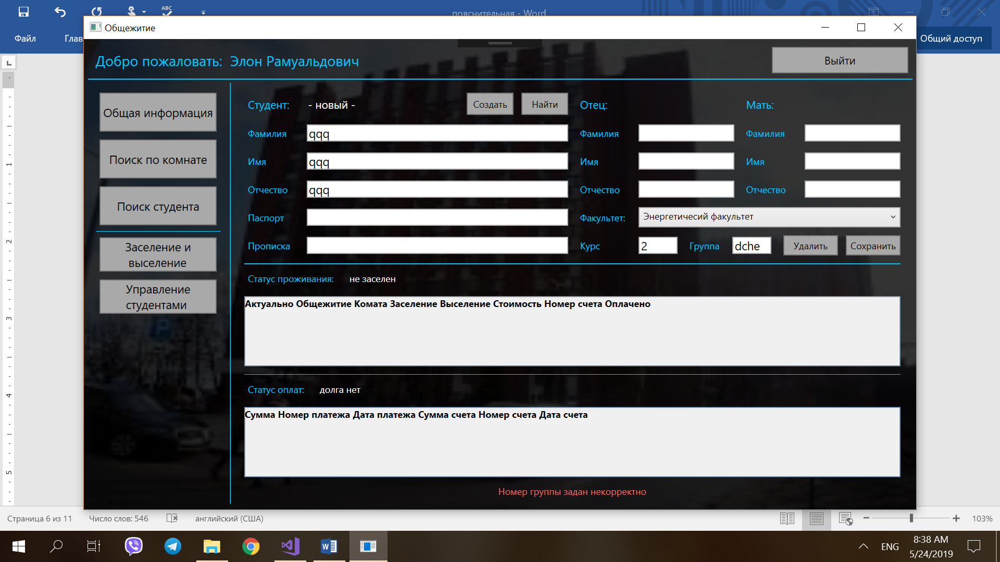 ABC
пояснительная - Word
Файл
Глав
Общий доступ
Общежитие
Добро пожаловать: Элон Рамуальдович
Выйти
Общая информация
Поиск по комнате
Поиск студента
Заселение и
выселение
Управление
студентами
Студент: - новый - Создать Найти Отец: Мать:
Фамилия qqq Фамилия Фамилия
Имя qqq Имя Имя
Отчество qqq Отчество Отчество
Паспорт Факультет: Энергетичесий факультет
Прописка Курс 2 Группа dche Удалить Сохранить
Статус проживания: не заселен
Актуально Общежитие Комата Заселение Выселение Стоимость Номер счета Оплачено
Статус оплат: долга нет
Сумма Номер платежа Дата платежа Сумма счета Номер счета Дата счета
Номер группы задан некорректно
L
1
2
3
4
5
P
Страница 6 из 11 Число слов: 546 английский (США) 103%
ENG
8:38 AM
5/24/2019